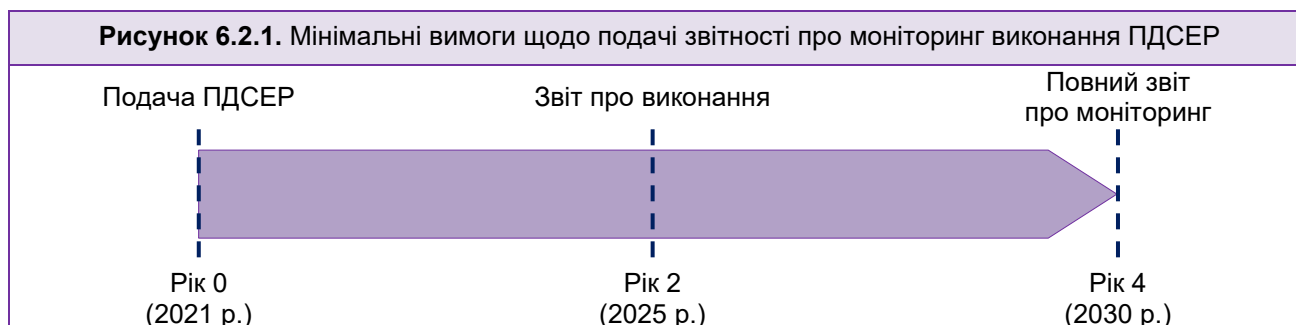 Рисунок 6.2.1. Мінімальні вимоги щодо подачі звітності про моніторинг виконання ПДСЕР
Подача ПДСЕР
Звіт про виконання
Повний звіт
про моніторинг
Рік 0
(2021 р.)
Рік 2
(2025 р.)
Рік 4
(2030 р.)